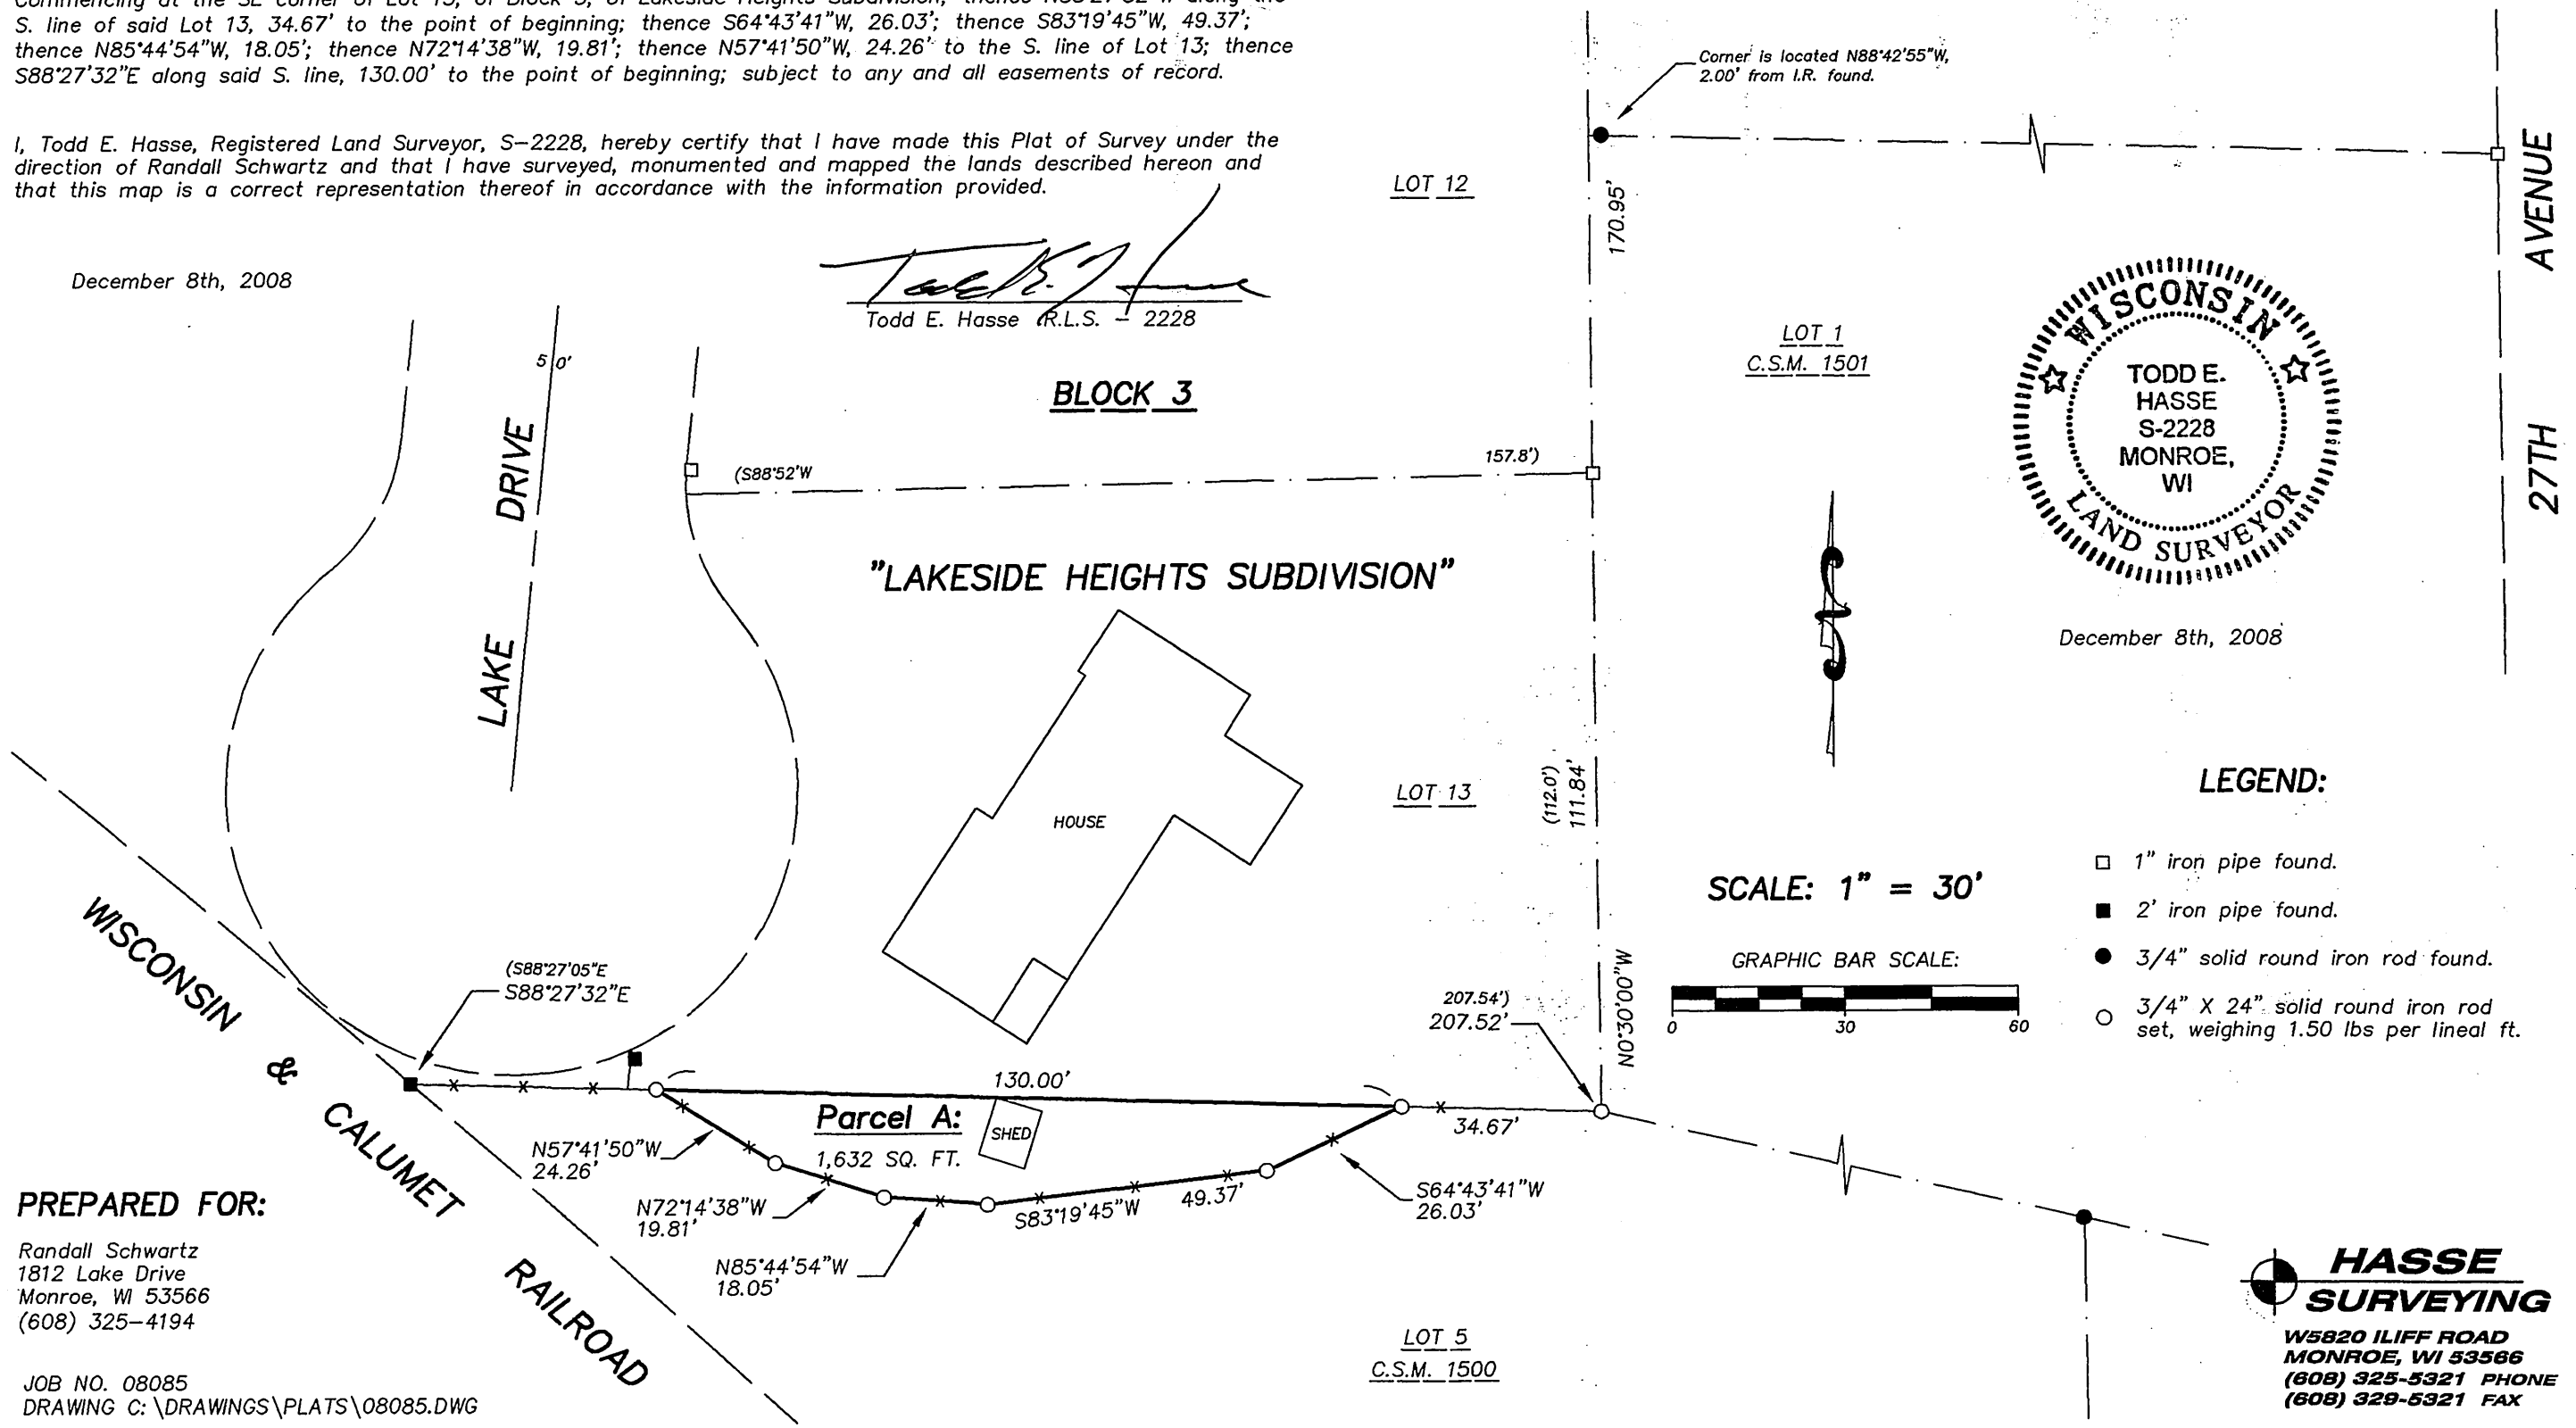 S. line of said Lot 13, 34.67' to the point of beginning; thence S64°43'41"W, 26.03'; thence S83°19'45"W, 49.37';
thence N85°44'54"W, 18.05'; thence N72°14'38"W, 19.81'; thence N57°41'50"W, 24.26' to the S. line of Lot 13; thence
S88°27'32"E along said S. line, 130.00' to the point of beginning; subject to any and all easements of record.
I, Todd E. Hasse, Registered Land Surveyor, S-2228, hereby certify that I have made this Plat of Survey under the
direction of Randall Schwartz and that I have surveyed, monumented and mapped the lands described hereon and
that this map is a correct representation thereof in accordance with the information provided.
December 8th, 2008
Todd E. Hasse R.L.S. - 2228
Corner is located N88°42'55"W,
2.00' from I.R. found.
LOT 12
170.95'
27TH AVENUE
LOT 1
C.S.M. 1501
WISCONSIN
TODD E.
HASSE
S-2228
MONROE,
WI
LAND SURVEYOR
December 8th, 2008
50'
LAKE DRIVE
BLOCK 3
(S88°52'W 157.8')
"LAKESIDE HEIGHTS SUBDIVISION"
HOUSE
LOT 13
(112.0')
111.84'
N0°30'00"W
SCALE: 1" = 30'
GRAPHIC BAR SCALE:
0 30 60
LEGEND:
1" iron pipe found.
2' iron pipe found.
3/4" solid round iron rod found.
3/4" X 24" solid round iron rod
set, weighing 1.50 lbs per lineal ft.
WISCONSIN & CALUMET RAILROAD
(S88°27'05"E
S88°27'32"E
207.54')
207.52'
130.00'
34.67'
Parcel A:
1,632 SQ. FT.
SHED
N57°41'50"W
24.26'
N72°14'38"W
19.81'
N85°44'54"W
18.05'
S83°19'45"W 49.37'
S64°43'41"W
26.03'
PREPARED FOR:
Randall Schwartz
1812 Lake Drive
Monroe, WI 53566
(608) 325-4194
JOB NO. 08085
DRAWING C:\DRAWINGS\PLATS\08085.DWG
LOT 5
C.S.M. 1500
HASSE
SURVEYING
W5820 ILIFF ROAD
MONROE, WI 53566
(608) 325-5321 PHONE
(608) 329-5321 FAX